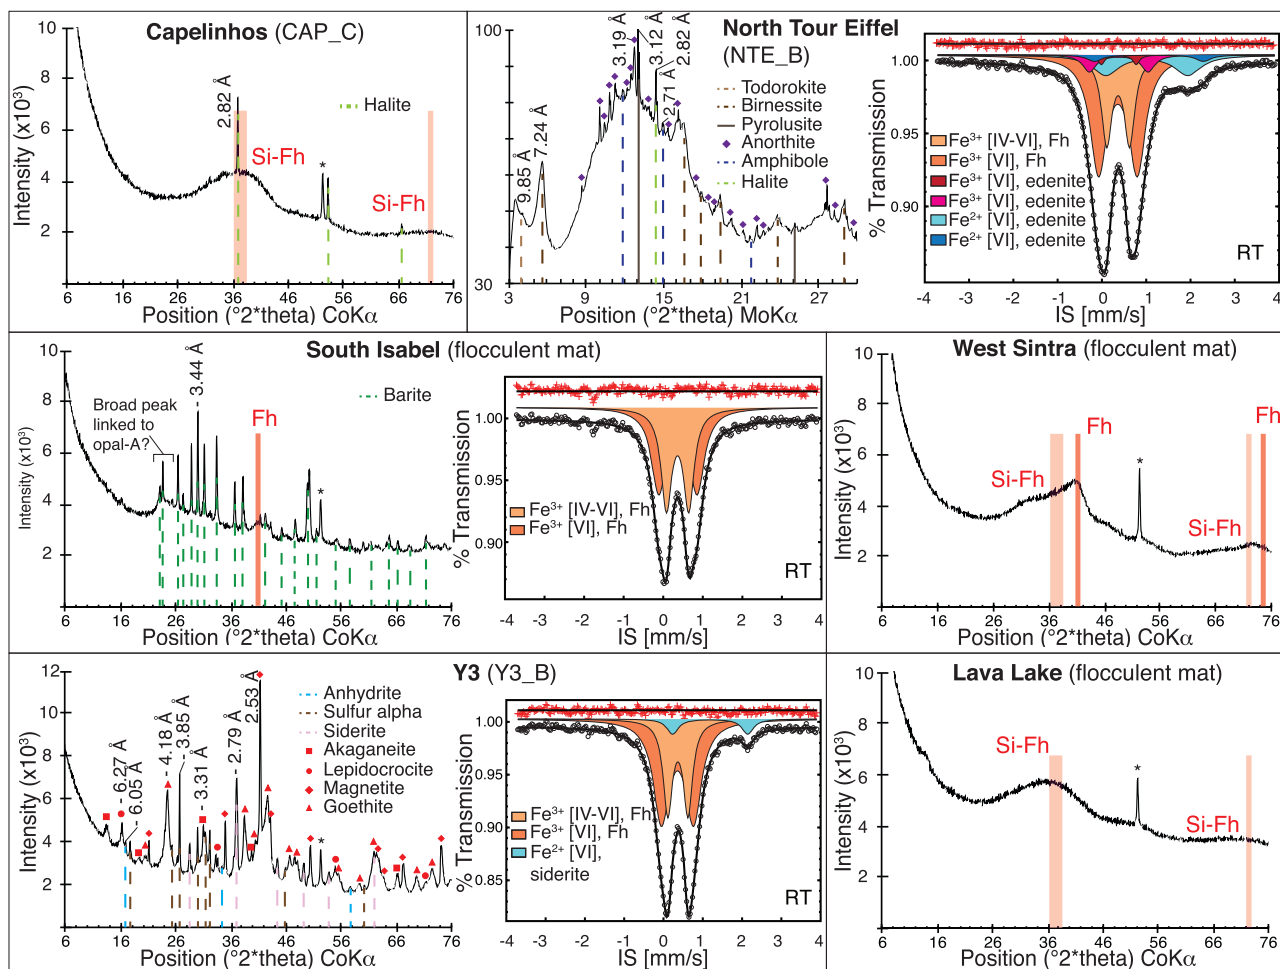 Capelinhos (CAP_C)
Intensity (x10³)
10
8
6
4
2
2.82 Å
Halite
Si-Fh
*
Si-Fh
6 16 26 36 46 56 66 76
Position (°2*theta) CoKα
North Tour Eiffel
(NTE_B)
100
30
9.85 Å
7.24 Å
3.19 Å
3.12 Å
2.82 Å
2.71 Å
Todorokite
Birnessite
Pyrolusite
Anorthite
Amphibole
Halite
3 9 15 21 27
Position (°2*theta) MoKα
% Transmission
1.00
0.95
0.90
Fe³⁺ [IV-VI], Fh
Fe³⁺ [VI], Fh
Fe³⁺ [VI], edenite
Fe³⁺ [VI], edenite
Fe²⁺ [VI], edenite
Fe²⁺ [VI], edenite
RT
-4 -3 -2 -1 0 1 2 3 4
IS [mm/s]
South Isabel (flocculent mat)
Intensity (x10³)
10
8
6
4
2
3.44 Å
Barite
Broad peak
linked to
opal-A?
Fh
*
6 16 26 36 46 56 66 76
Position (°2*theta) CoKα
% Transmission
1.00
0.95
0.90
Fe³⁺ [IV-VI], Fh
Fe³⁺ [VI], Fh
RT
-4 -3 -2 -1 0 1 2 3 4
IS [mm/s]
West Sintra (flocculent mat)
Intensity (x10³)
10
8
6
4
2
Fh
Fh
Si-Fh
*
Si-Fh
6 16 26 36 46 56 66 76
Position (°2*theta) CoKα
Y3 (Y3_B)
Intensity (x10³)
12
10
8
6
4
2
6.27 Å
6.05 Å
4.18 Å
3.85 Å
3.31 Å
2.79 Å
2.53 Å
Anhydrite
Sulfur alpha
Siderite
Akaganeite
Lepidocrocite
Magnetite
Goethite
*
6 16 26 36 46 56 66 76
Position (°2*theta) CoKα
% Transmission
1.00
0.95
0.90
0.85
Fe³⁺ [IV-VI], Fh
Fe³⁺ [VI], Fh
Fe²⁺ [VI],
siderite
RT
-4 -3 -2 -1 0 1 2 3 4
IS [mm/s]
Lava Lake (flocculent mat)
Intensity (x10³)
10
8
6
4
2
Si-Fh
*
Si-Fh
6 16 26 36 46 56 66 76
Position (°2*theta) CoKα